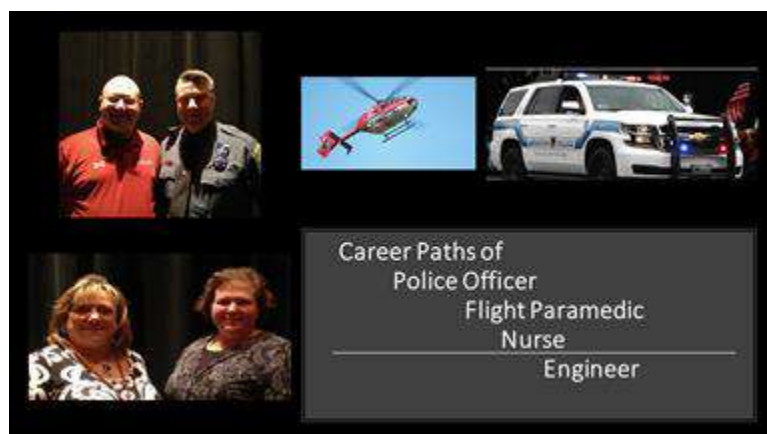 Career Paths of
Police Officer
Flight Paramedic
Nurse
Engineer